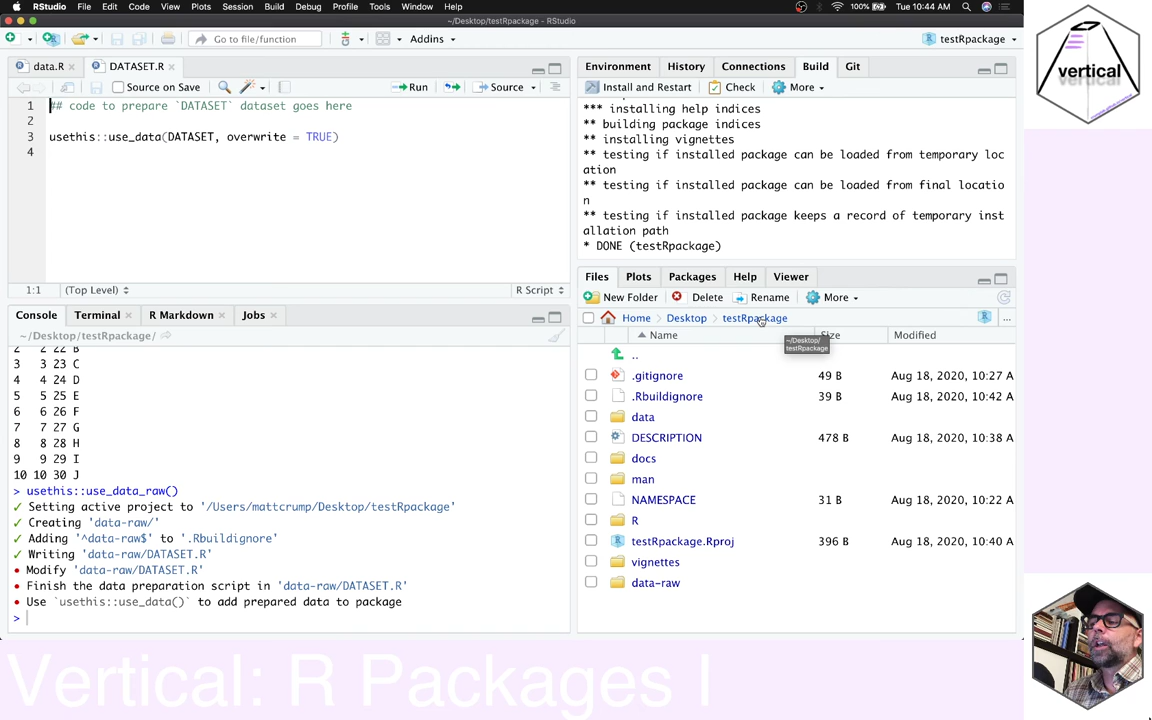 RStudio File Edit Code View Plots Session Build Debug Profile Tools Window Help 100% Tue 10:44 AM
~/Desktop/testRpackage - RStudio
Go to file/function Addins testRpackage
data.R DATASET.R
Source on Save Run Source
1 ## code to prepare `DATASET` dataset goes here
2
3 usethis::use_data(DATASET, overwrite = TRUE)
4
1:1 (Top Level) R Script
Console Terminal R Markdown Jobs
~/Desktop/testRpackage/
2 2 22 B
3 3 23 C
4 4 24 D
5 5 25 E
6 6 26 F
7 7 27 G
8 8 28 H
9 9 29 I
10 10 30 J
> usethis::use_data_raw()
✓ Setting active project to '/Users/mattcrump/Desktop/testRpackage'
✓ Creating 'data-raw/'
✓ Adding '^data-raw$' to '.Rbuildignore'
✓ Writing 'data-raw/DATASET.R'
• Modify 'data-raw/DATASET.R'
• Finish the data preparation script in 'data-raw/DATASET.R'
• Use `usethis::use_data()` to add prepared data to package
>
Environment History Connections Build Git
Install and Restart Check More
*** installing help indices
** building package indices
** installing vignettes
** testing if installed package can be loaded from temporary loc
ation
** testing if installed package can be loaded from final locatio
n
** testing if installed package keeps a record of temporary inst
allation path
* DONE (testRpackage)
Files Plots Packages Help Viewer
New Folder Delete Rename More
Home Desktop testRpackage ...
Name Size Modified
~/Desktop/
testRpackage
..
.gitignore 49 B Aug 18, 2020, 10:27 A
.Rbuildignore 39 B Aug 18, 2020, 10:42 A
data
DESCRIPTION 478 B Aug 18, 2020, 10:38 A
docs
man
NAMESPACE 31 B Aug 18, 2020, 10:22 A
R
testRpackage.Rproj 396 B Aug 18, 2020, 10:40 A
vignettes
data-raw
vertical
Vertical: R Packages I